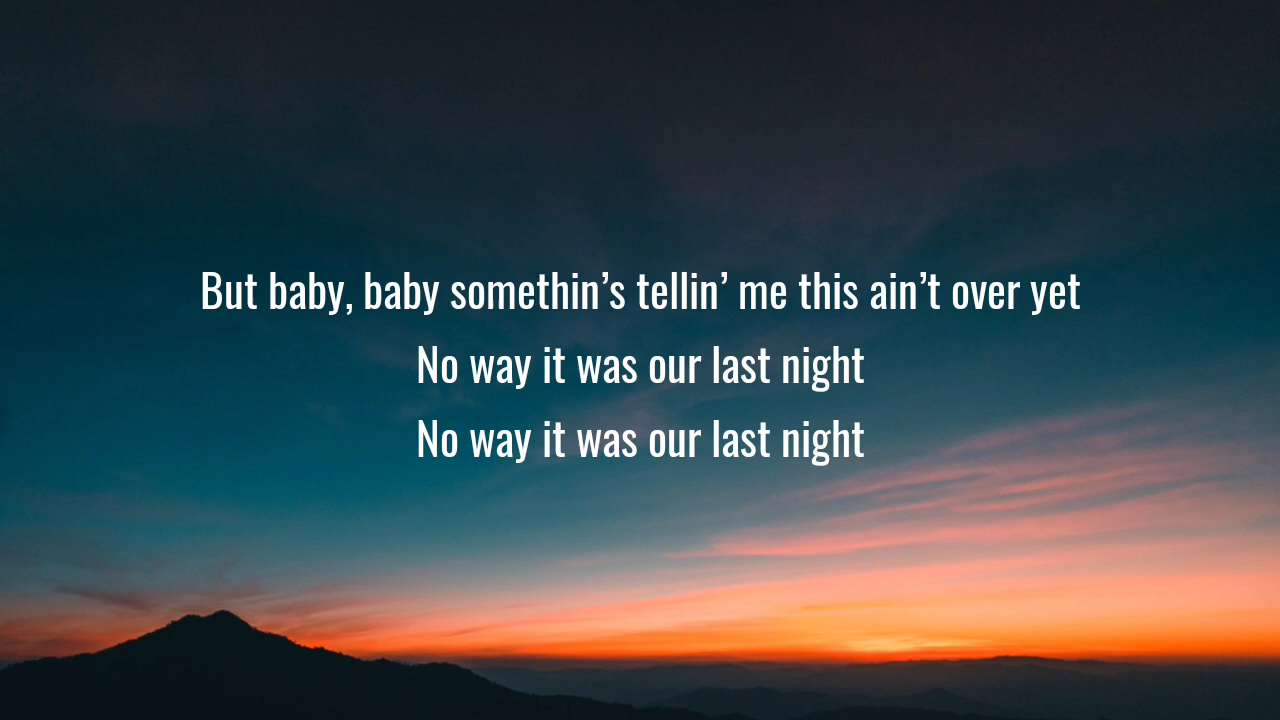 But baby, baby somethin’s tellin’ me this ain’t over yet
No way it was our last night
No way it was our last night